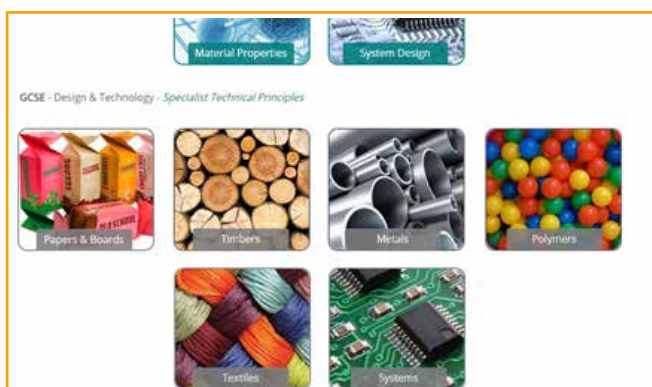 Material Properties
System Design
GCSE - Design & Technology - Specialist Technical Principles
Papers & Boards
Timbers
Metals
Polymers
Textiles
Systems